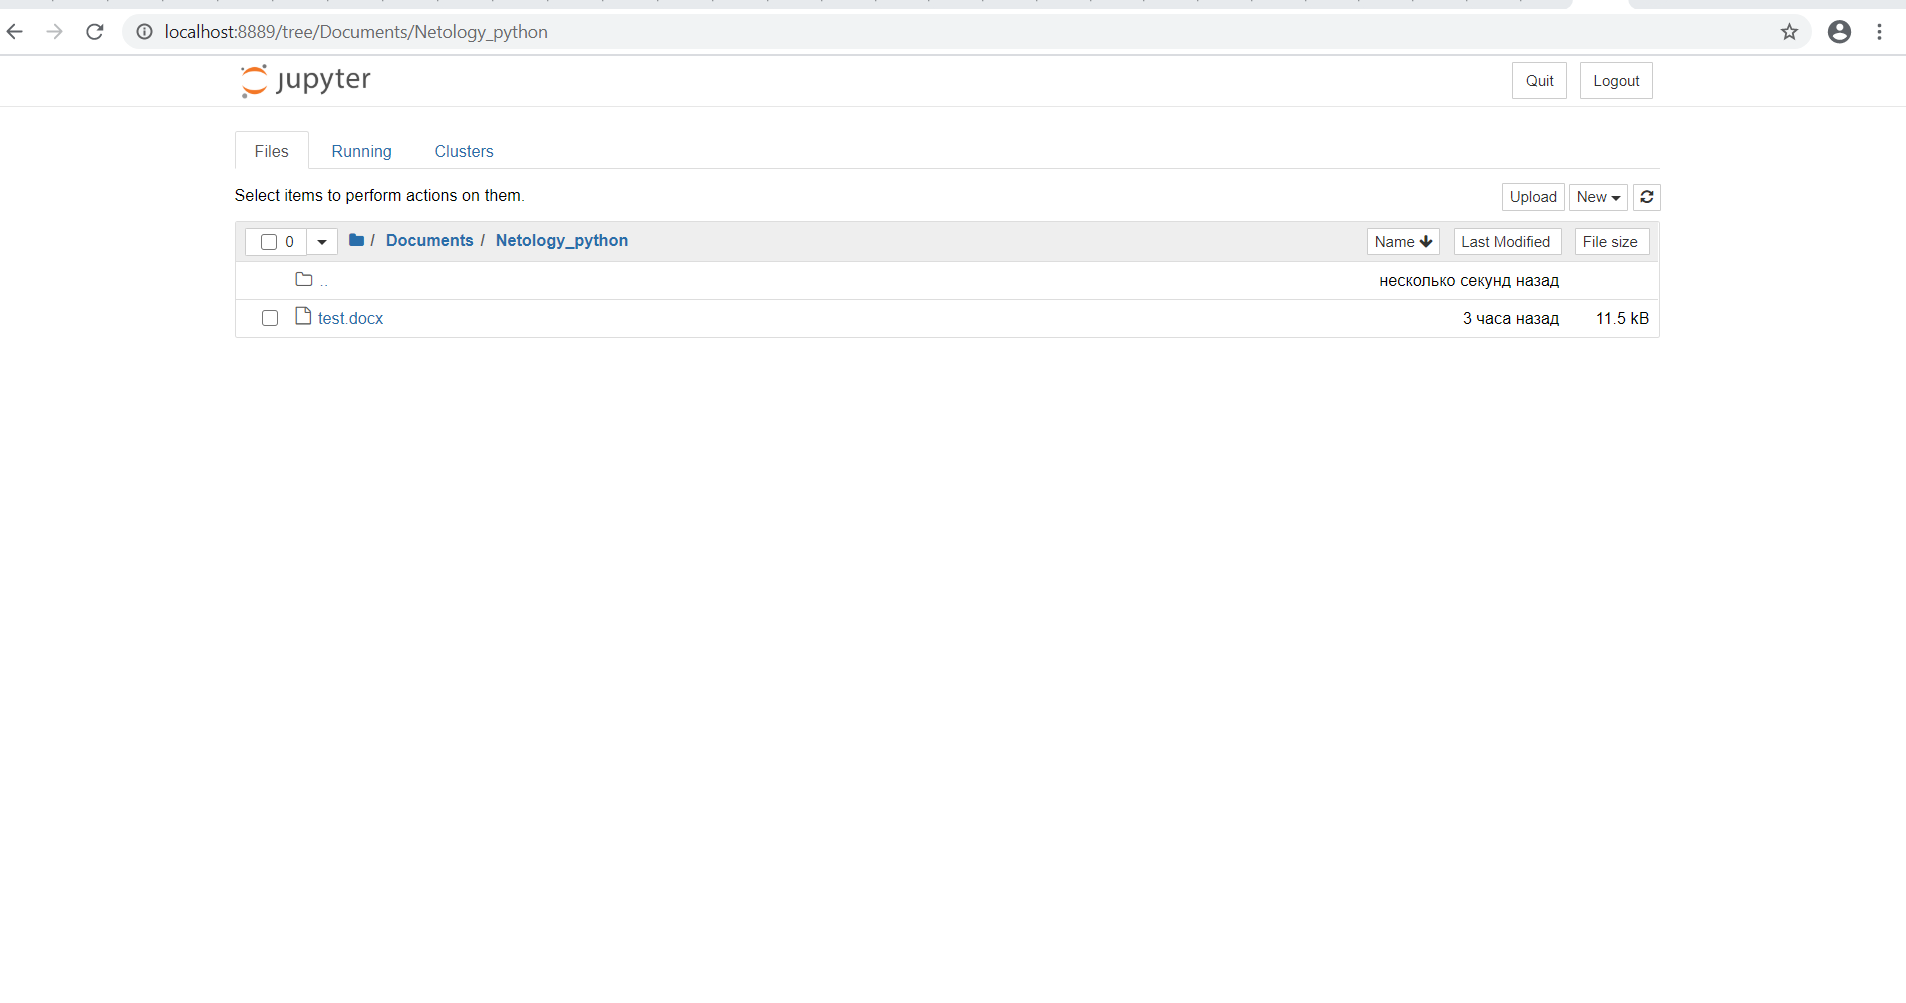 localhost:8889/tree/Documents/Netology_python
jupyter
Quit
Logout
Files
Running
Clusters
Select items to perform actions on them.
Upload
New
0
/ Documents / Netology_python
Name
Last Modified
File size
..
несколько секунд назад
test.docx
3 часа назад
11.5 kB